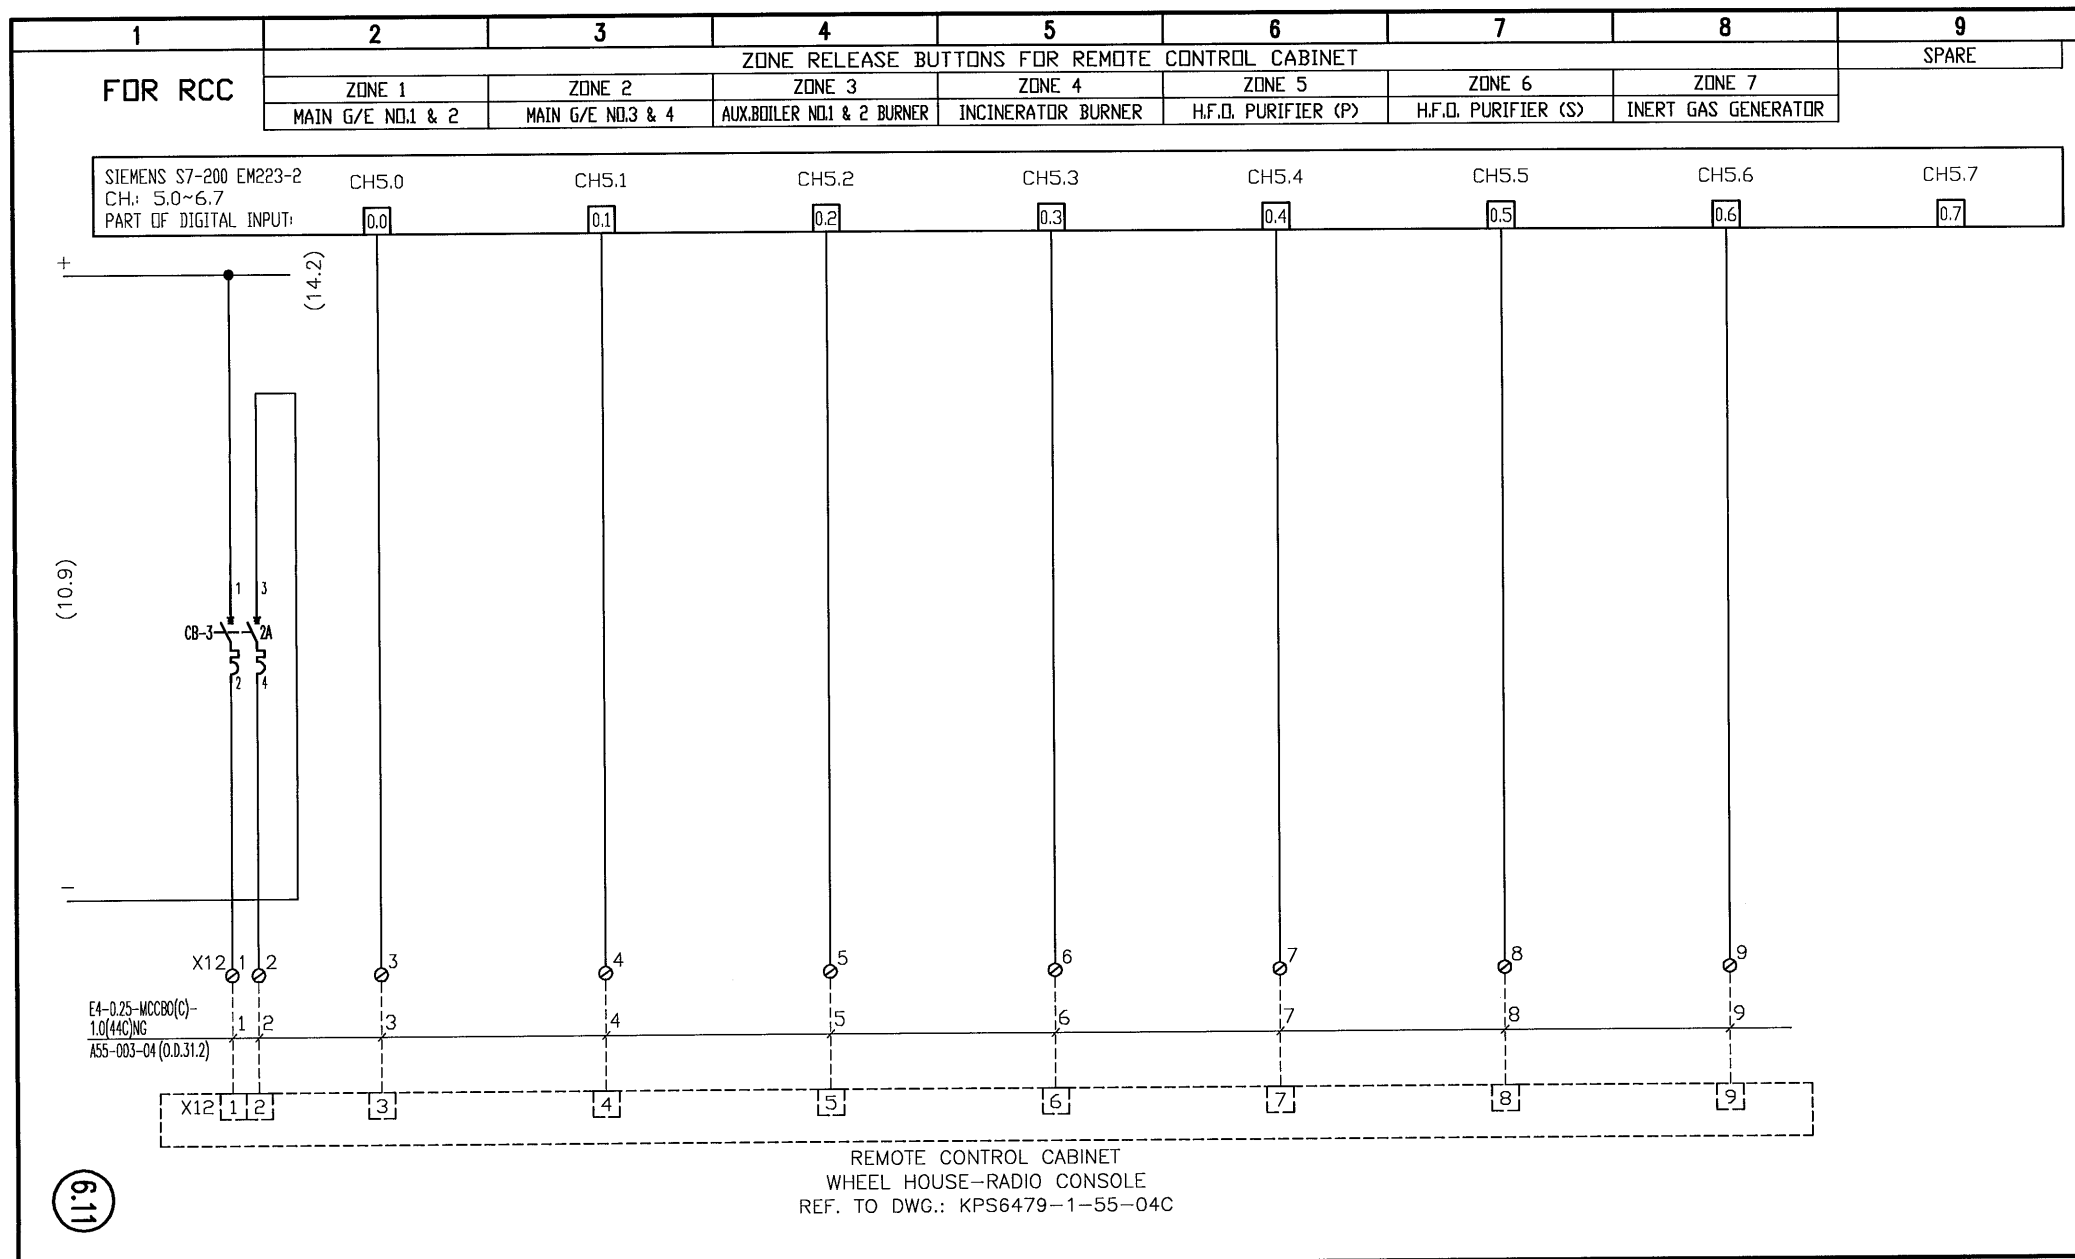 1 2 3 4 5 6 7 8 9
FOR RCC
ZONE RELEASE BUTTONS FOR REMOTE CONTROL CABINET SPARE
ZONE 1 ZONE 2 ZONE 3 ZONE 4 ZONE 5 ZONE 6 ZONE 7
MAIN G/E NO.1 & 2 MAIN G/E NO.3 & 4 AUX.BOILER NO.1 & 2 BURNER INCINERATOR BURNER H.F.O. PURIFIER (P) H.F.O. PURIFIER (S) INERT GAS GENERATOR
SIEMENS S7-200 EM223-2
CH.: 5.0~6.7
PART OF DIGITAL INPUT:
CH5.0 CH5.1 CH5.2 CH5.3 CH5.4 CH5.5 CH5.6 CH5.7
0.0 0.1 0.2 0.3 0.4 0.5 0.6 0.7
+
(14.2)
(10.9)
1 3
CB-3 2A
2 4
-
X12 1 2 3 4 5 6 7 8 9
E4-0.25-MCCBO(C)-
1.0(44C)NG
1 2 3 4 5 6 7 8 9
A55-003-04 (O.D.31.2)
X12 1 2 3 4 5 6 7 8 9
REMOTE CONTROL CABINET
WHEEL HOUSE-RADIO CONSOLE
REF. TO DWG.: KPS6479-1-55-04C
6.11